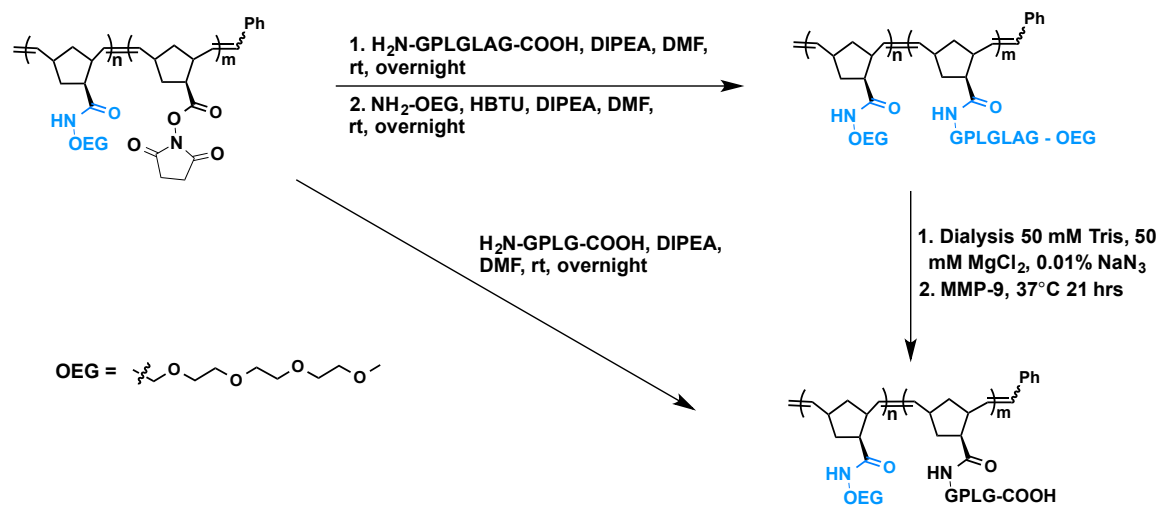 Ph
n
m
1. H2N-GPLGLAG-COOH, DIPEA, DMF,
rt, overnight
2. NH2-OEG, HBTU, DIPEA, DMF,
rt, overnight
HN
O
OEG
O
O
N
O
O
Ph
n
m
HN
O
OEG
HN
O
GPLGLAG - OEG
H2N-GPLG-COOH, DIPEA,
DMF, rt, overnight
1. Dialysis 50 mM Tris, 50
mM MgCl2, 0.01% NaN3
2. MMP-9, 37°C 21 hrs
OEG =
O
O
O
O
Ph
n
m
HN
O
OEG
HN
O
GPLG-COOH